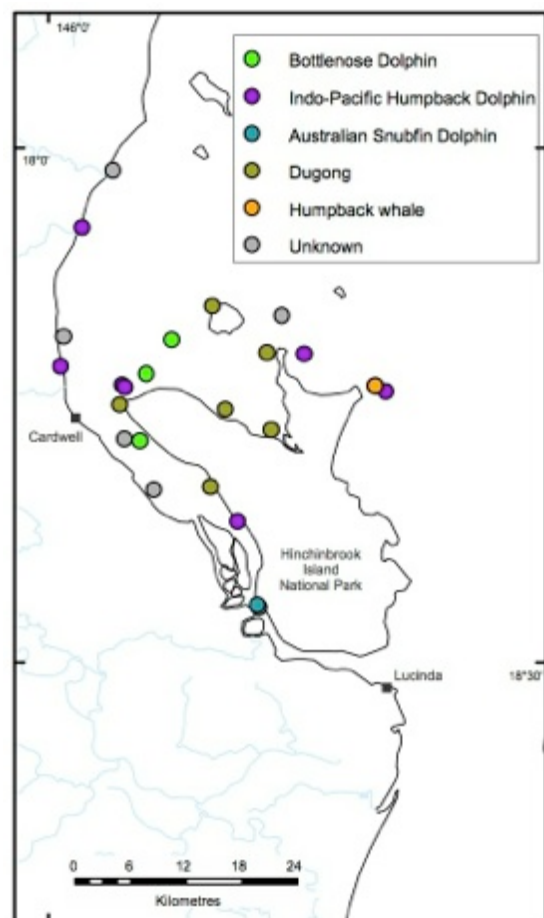 146°0'
Bottlenose Dolphin
Indo-Pacific Humpback Dolphin
18°0'
Australian Snubfin Dolphin
Dugong
Humpback whale
Unknown
Cardwell
Hinchinbrook
Island
National Park
18°30'
Lucinda
0 6 12 18 24
Kilometres